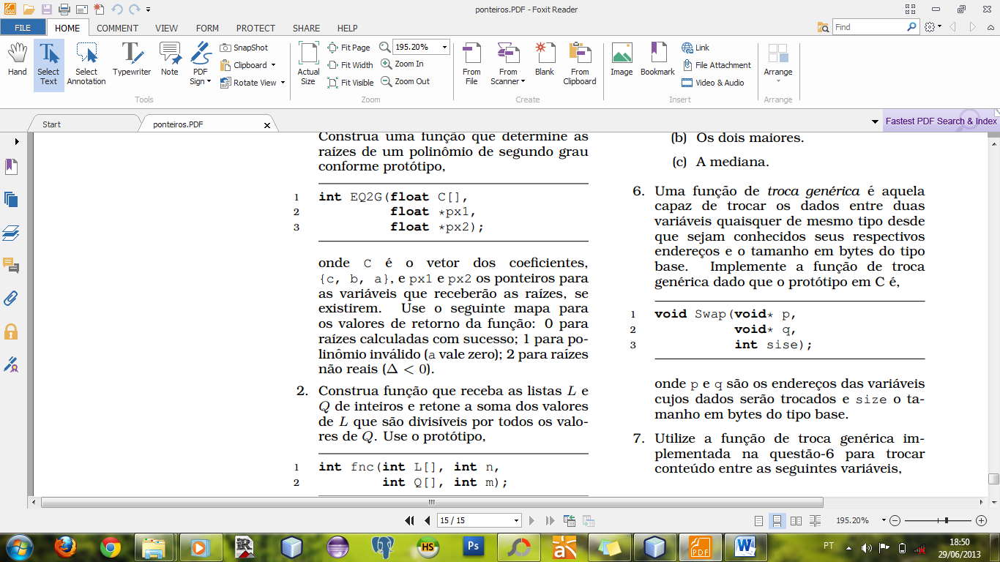 ponteiros.PDF - Foxit Reader
FILE
HOME
COMMENT
VIEW
FORM
PROTECT
SHARE
HELP
Find
Hand
Select Text
Select Annotation
Typewriter
Note
PDF Sign
SnapShot
Clipboard
Rotate View
Tools
Actual Size
Fit Page
Fit Width
Fit Visible
195.20%
Zoom In
Zoom Out
Zoom
From File
From Scanner
Blank
From Clipboard
Create
Image
Bookmark
Link
File Attachment
Video & Audio
Insert
Arrange
Arrange
Start
ponteiros.PDF
Fastest PDF Search & Index
Construa uma função que determine as
raízes de um polinômio de segundo grau
conforme protótipo,
1 int EQ2G(float C[],
2 float *px1,
3 float *px2);
onde C é o vetor dos coeficientes,
{c, b, a}, e px1 e px2 os ponteiros para
as variáveis que receberão as raízes, se
existirem. Use o seguinte mapa para
os valores de retorno da função: 0 para
raízes calculadas com sucesso; 1 para po-
linômio inválido (a vale zero); 2 para raízes
não reais (Δ < 0).
2. Construa função que receba as listas L e
Q de inteiros e retone a soma dos valores
de L que são divisíveis por todos os valo-
res de Q. Use o protótipo,
1 int fnc(int L[], int n,
2 int Q[], int m);
(b) Os dois maiores.
(c) A mediana.
6. Uma função de troca genérica é aquela
capaz de trocar os dados entre duas
variáveis quaisquer de mesmo tipo desde
que sejam conhecidos seus respectivos
endereços e o tamanho em bytes do tipo
base. Implemente a função de troca
genérica dado que o protótipo em C é,
1 void Swap(void* p,
2 void* q,
3 int sise);
onde p e q são os endereços das variáveis
cujos dados serão trocados e size o ta-
manho em bytes do tipo base.
7. Utilize a função de troca genérica im-
plementada na questão-6 para trocar
conteúdo entre as seguintes variáveis,
15 / 15
195.20%
HS
Ps
PDF
W
PT
18:50
29/06/2013